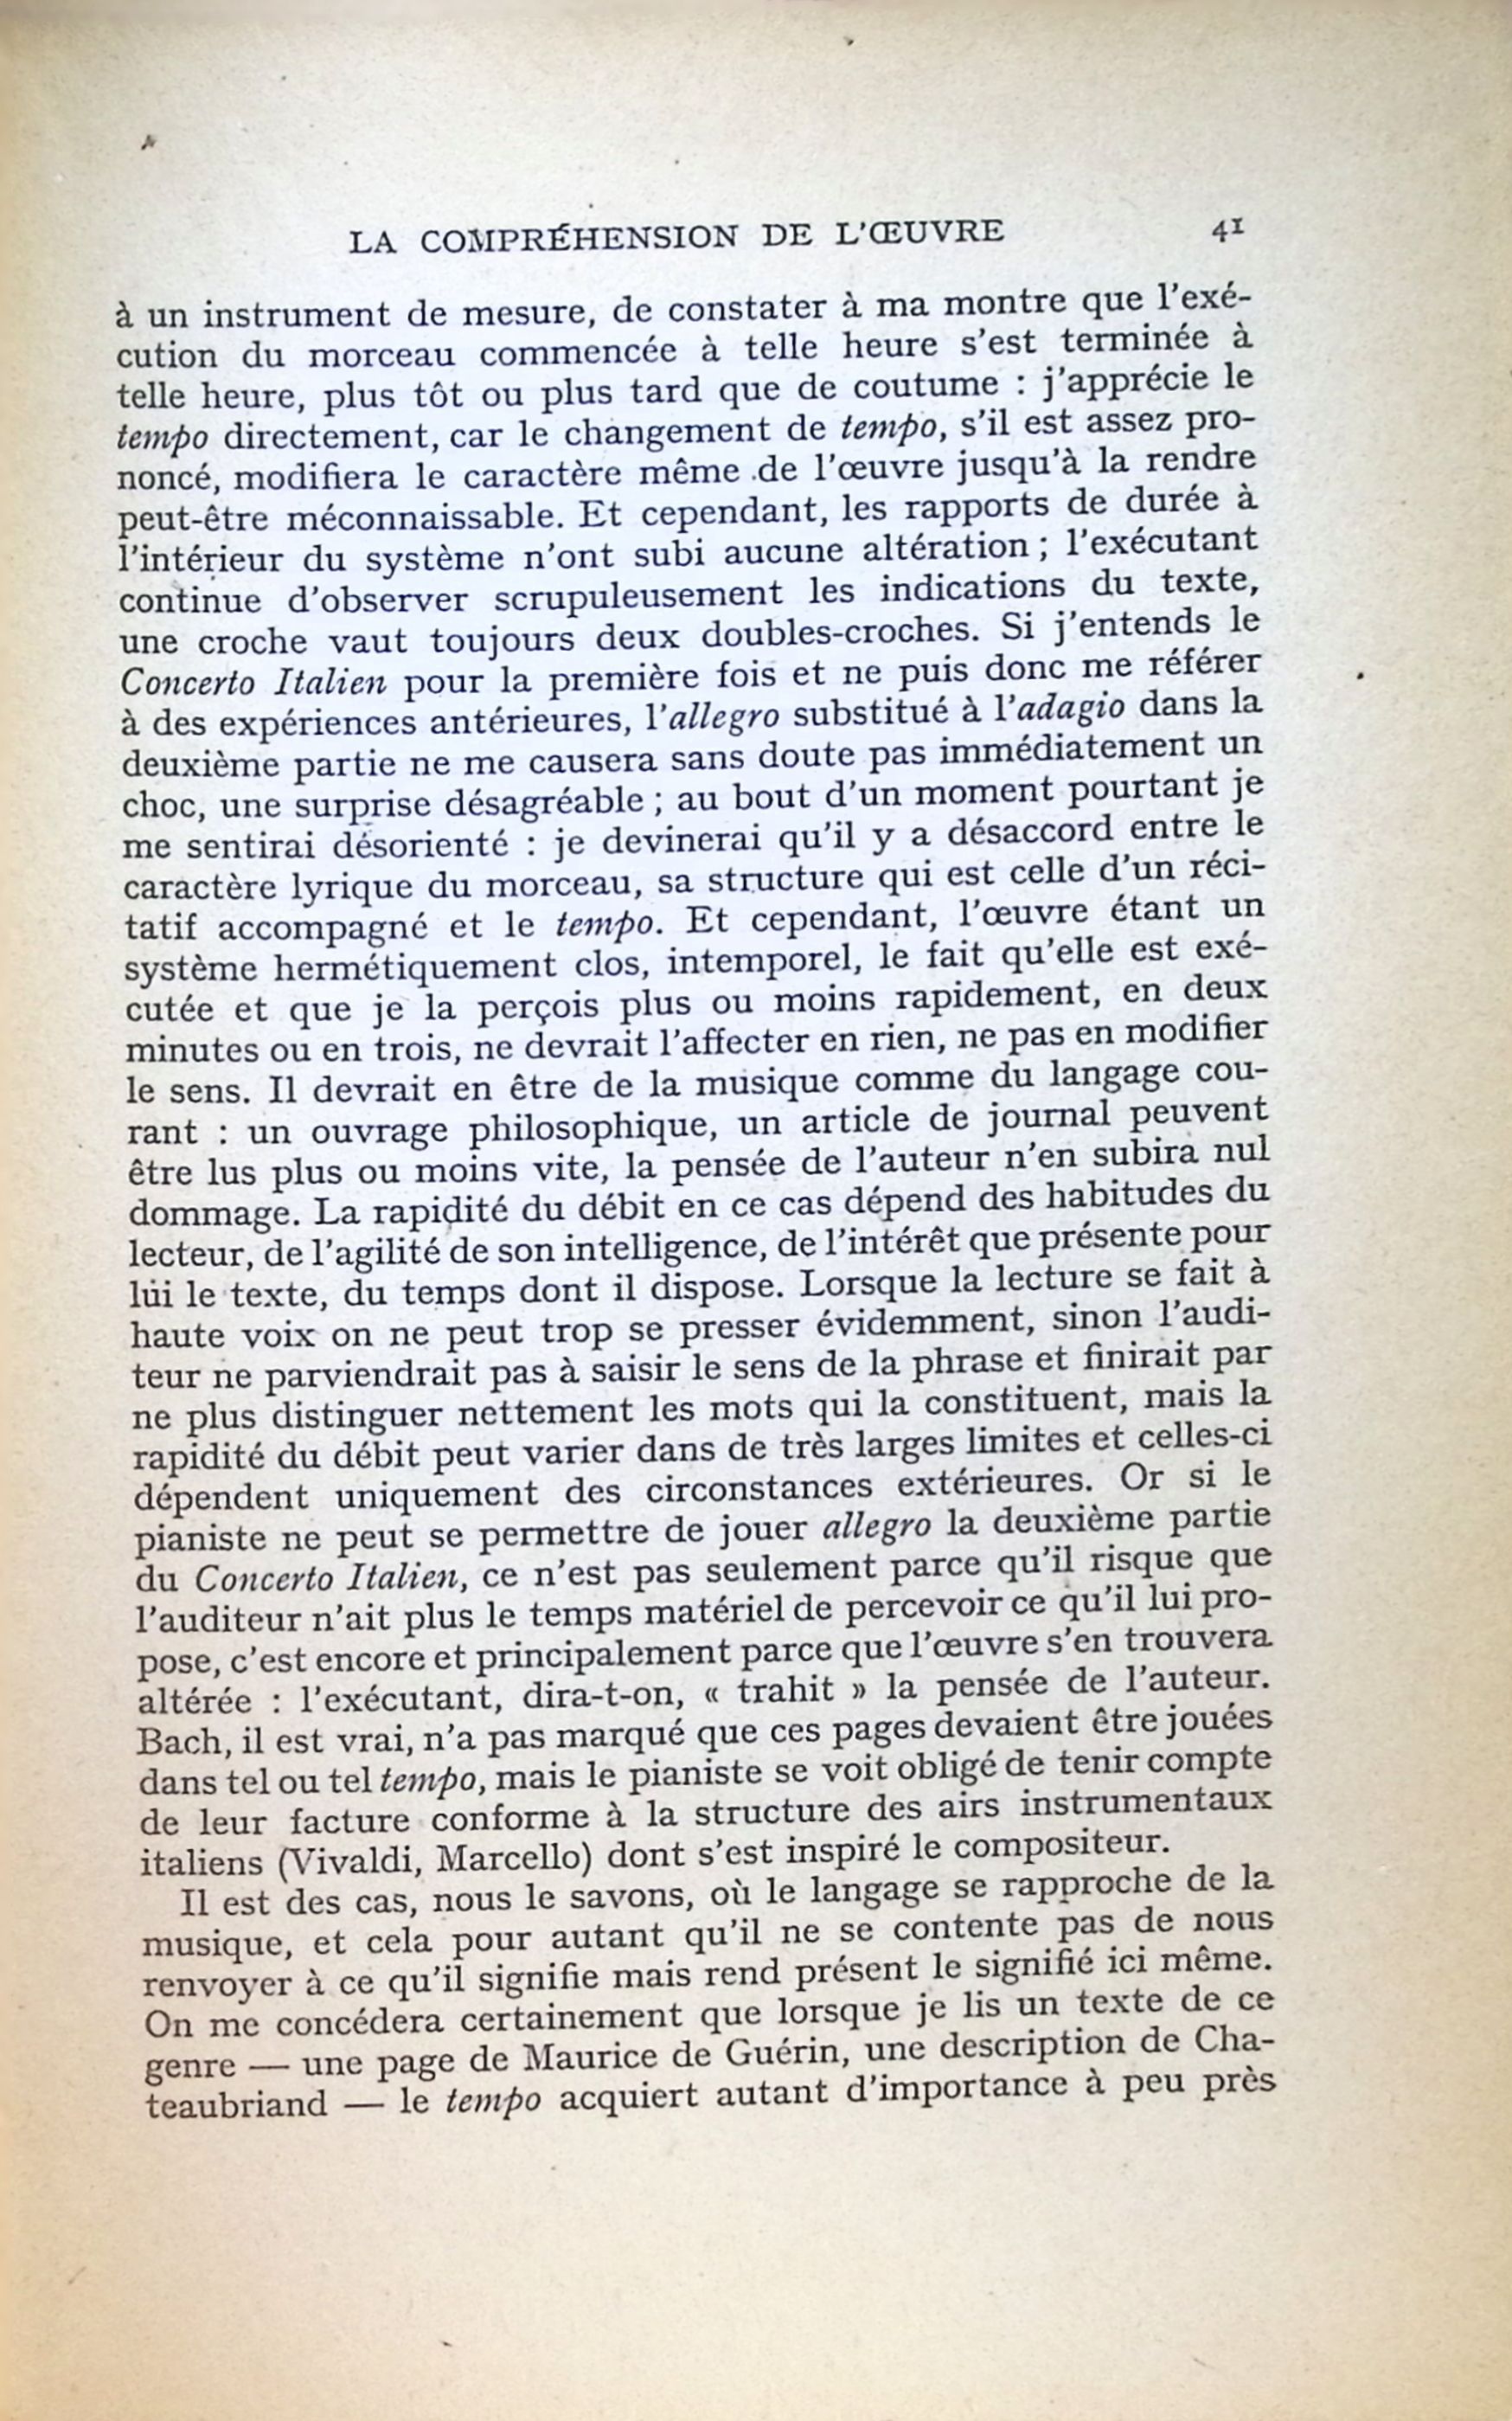 LA COMPRÉHENSION DE L'ŒUVRE 41
à un instrument de mesure, de constater à ma montre que l'exé-
cution du morceau commencée à telle heure s'est terminée à
telle heure, plus tôt ou plus tard que de coutume : j'apprécie le
tempo directement, car le changement de tempo, s'il est assez pro-
noncé, modifiera le caractère même de l'œuvre jusqu'à la rendre
peut-être méconnaissable. Et cependant, les rapports de durée à
l'intérieur du système n'ont subi aucune altération ; l'exécutant
continue d'observer scrupuleusement les indications du texte,
une croche vaut toujours deux doubles-croches. Si j'entends le
Concerto Italien pour la première fois et ne puis donc me référer
à des expériences antérieures, l'allegro substitué à l'adagio dans la
deuxième partie ne me causera sans doute pas immédiatement un
choc, une surprise désagréable ; au bout d'un moment pourtant je
me sentirai désorienté : je devinerai qu'il y a désaccord entre le
caractère lyrique du morceau, sa structure qui est celle d'un réci-
tatif accompagné et le tempo. Et cependant, l'œuvre étant un
système hermétiquement clos, intemporel, le fait qu'elle est exé-
cutée et que je la perçois plus ou moins rapidement, en deux
minutes ou en trois, ne devrait l'affecter en rien, ne pas en modifier
le sens. Il devrait en être de la musique comme du langage cou-
rant : un ouvrage philosophique, un article de journal peuvent
être lus plus ou moins vite, la pensée de l'auteur n'en subira nul
dommage. La rapidité du débit en ce cas dépend des habitudes du
lecteur, de l'agilité de son intelligence, de l'intérêt que présente pour
lui le texte, du temps dont il dispose. Lorsque la lecture se fait à
haute voix on ne peut trop se presser évidemment, sinon l'audi-
teur ne parviendrait pas à saisir le sens de la phrase et finirait par
ne plus distinguer nettement les mots qui la constituent, mais la
rapidité du débit peut varier dans de très larges limites et celles-ci
dépendent uniquement des circonstances extérieures. Or si le
pianiste ne peut se permettre de jouer allegro la deuxième partie
du Concerto Italien, ce n'est pas seulement parce qu'il risque que
l'auditeur n'ait plus le temps matériel de percevoir ce qu'il lui pro-
pose, c'est encore et principalement parce que l'œuvre s'en trouvera
altérée : l'exécutant, dira-t-on, « trahit » la pensée de l'auteur.
Bach, il est vrai, n'a pas marqué que ces pages devaient être jouées
dans tel ou tel tempo, mais le pianiste se voit obligé de tenir compte
de leur facture conforme à la structure des airs instrumentaux
italiens (Vivaldi, Marcello) dont s'est inspiré le compositeur.
Il est des cas, nous le savons, où le langage se rapproche de la
musique, et cela pour autant qu'il ne se contente pas de nous
renvoyer à ce qu'il signifie mais rend présent le signifié ici même.
On me concédera certainement que lorsque je lis un texte de ce
genre — une page de Maurice de Guérin, une description de Cha-
teaubriand — le tempo acquiert autant d'importance à peu près